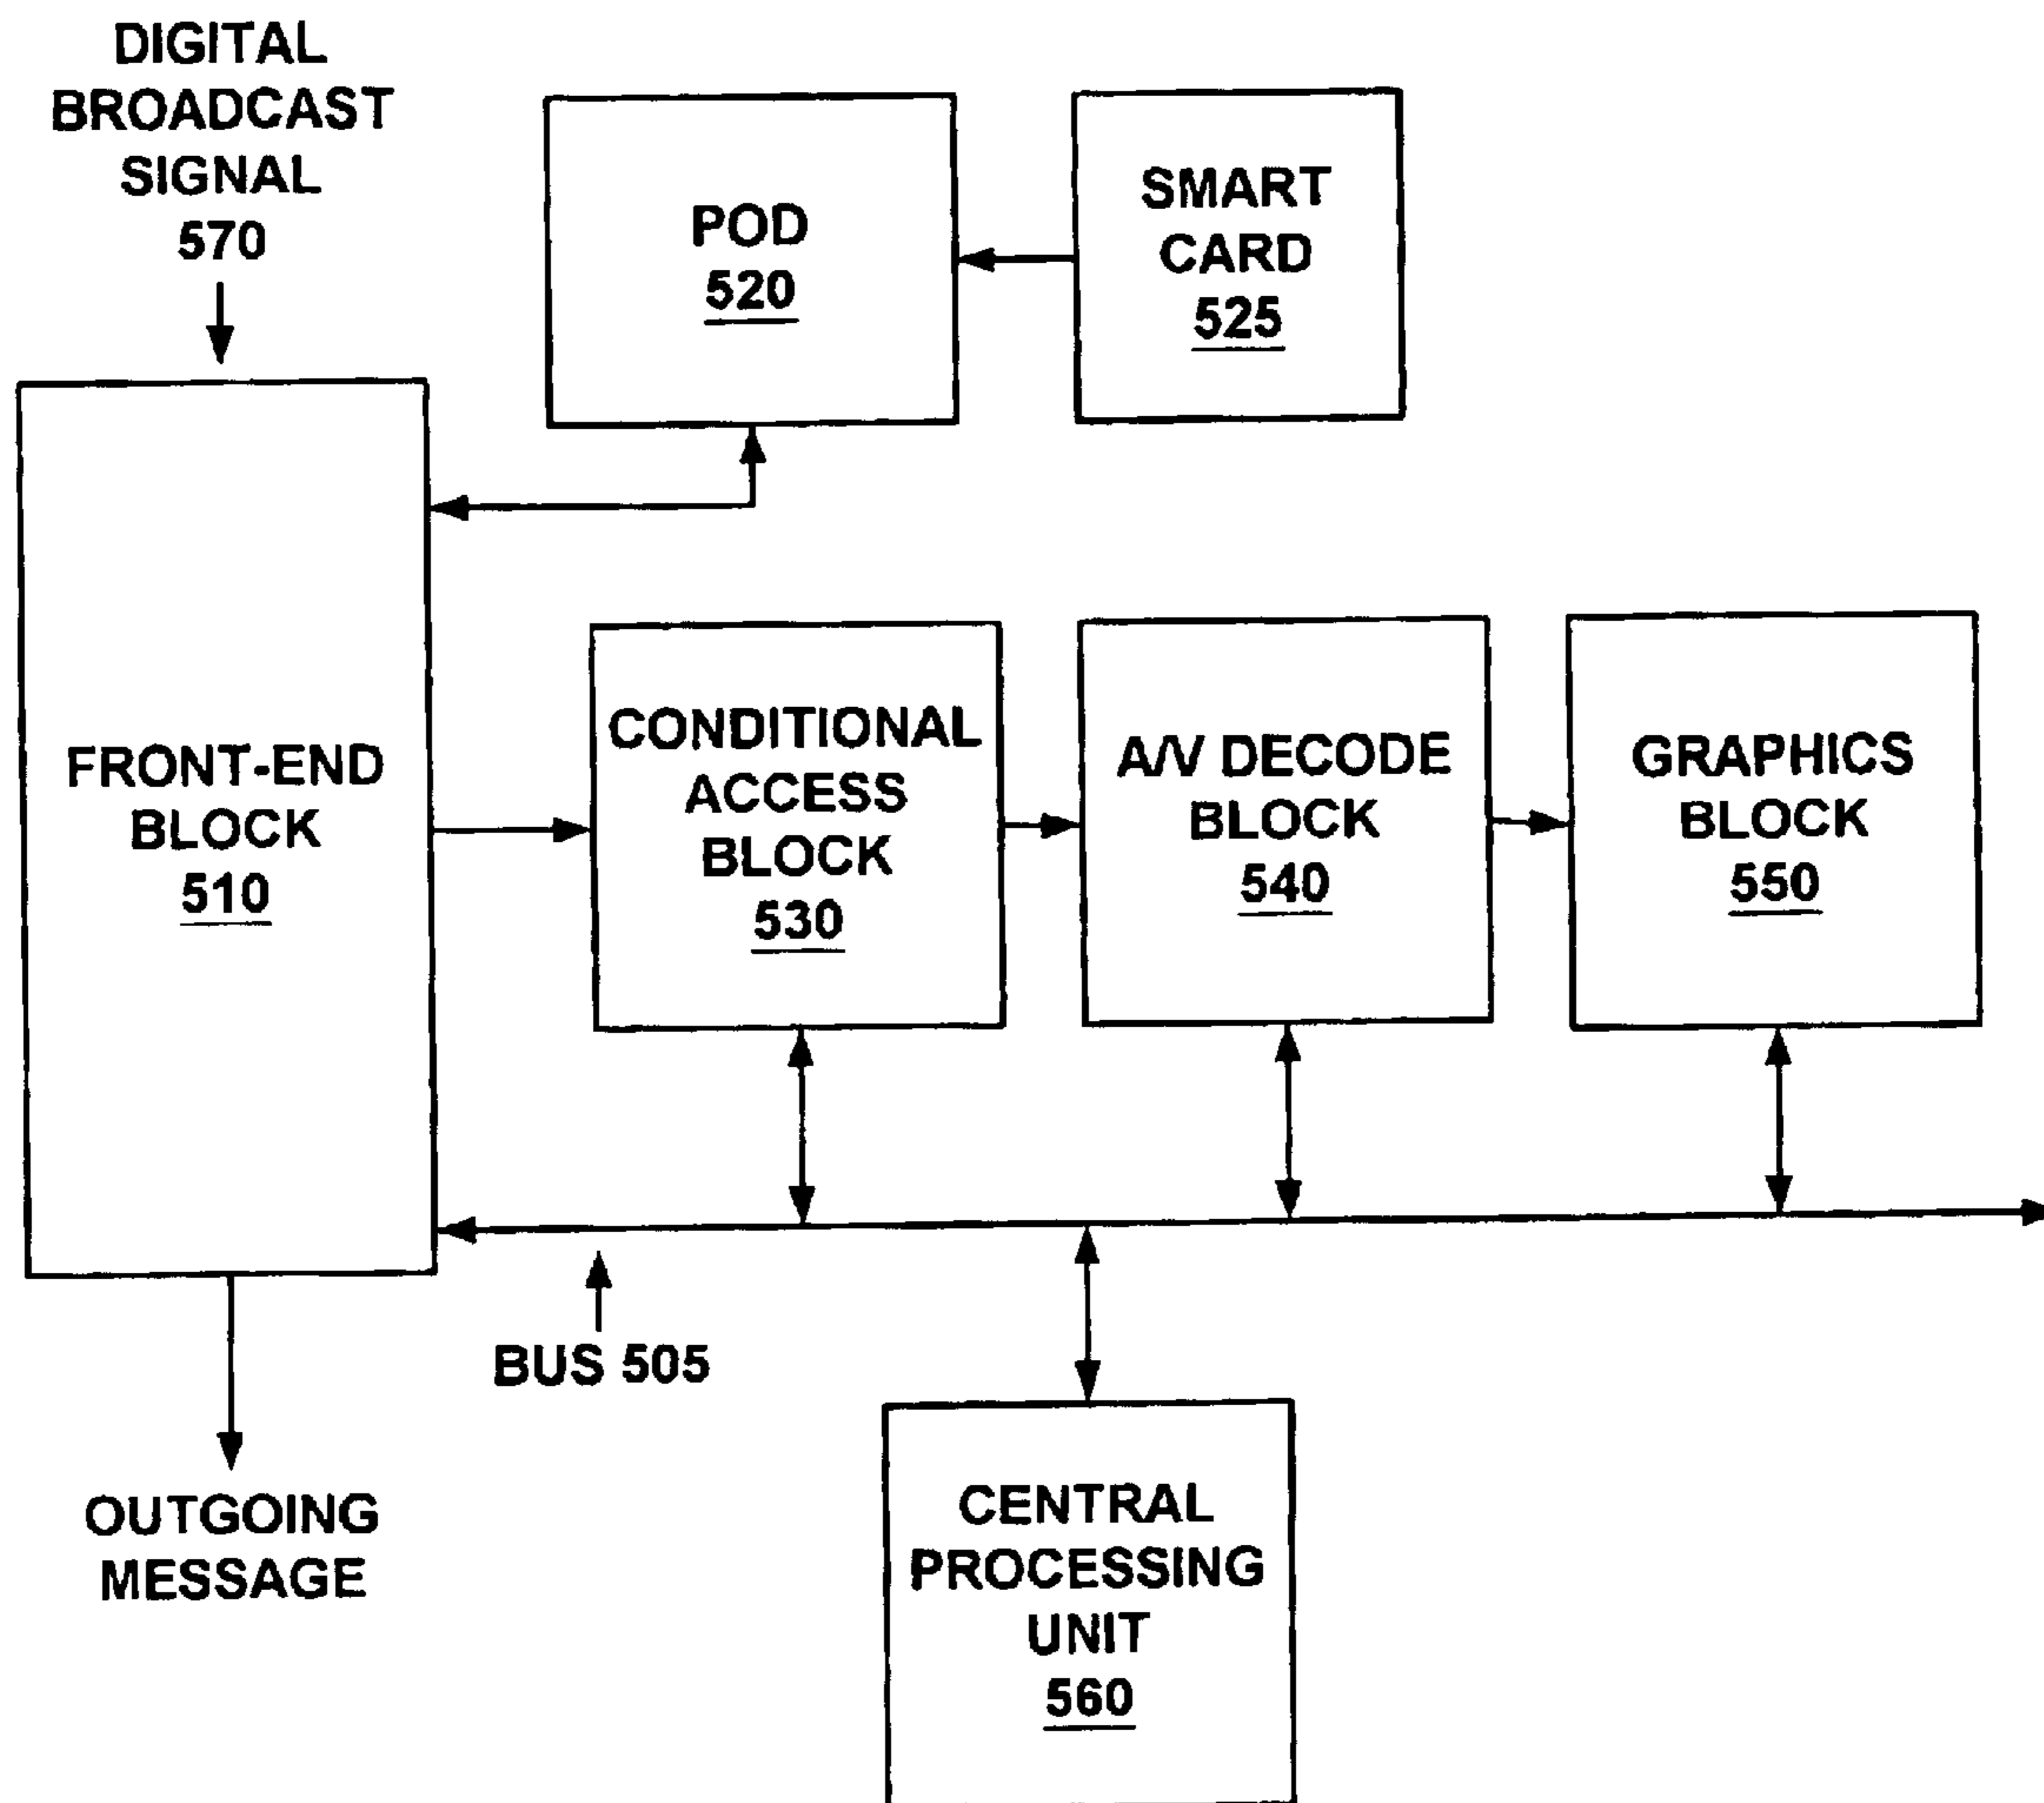 DIGITAL
BROADCAST
SIGNAL
570
POD
520
SMART
CARD
525
FRONT-END
BLOCK
510
CONDITIONAL
ACCESS
BLOCK
530
A/V DECODE
BLOCK
540
GRAPHICS
BLOCK
550
BUS 505
OUTGOING
MESSAGE
CENTRAL
PROCESSING
UNIT
560